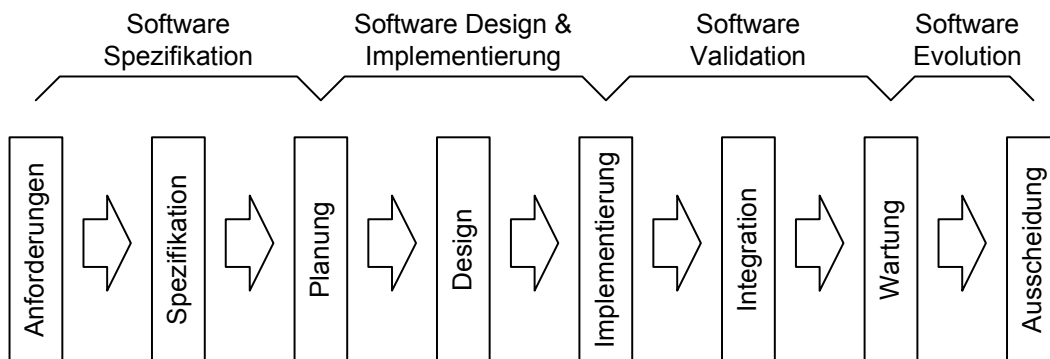 Software
Spezifikation
Software Design &
Implementierung
Software
Validation
Software
Evolution
Anforderungen
Spezifikation
Planung
Design
Implementierung
Integration
Wartung
Ausscheidung